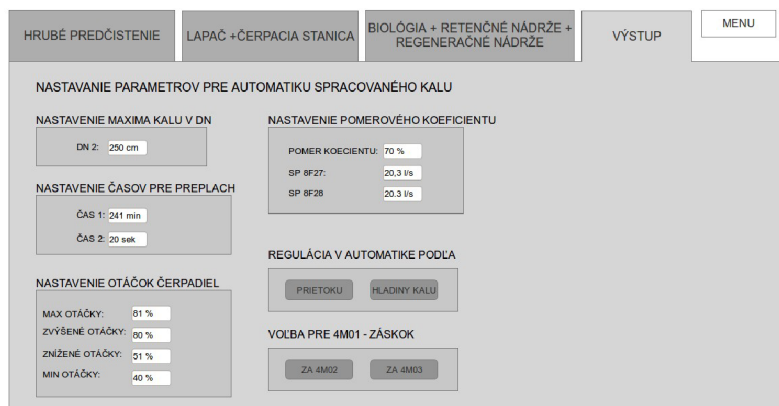 HRUBÉ PREDČISTENIE
LAPAČ +ČERPACIA STANICA
BIOLÓGIA + RETENČNÉ NÁDRŽE +
REGENERAČNÉ NÁDRŽE
VÝSTUP
MENU
NASTAVANIE PARAMETROV PRE AUTOMATIKU SPRACOVANÉHO KALU
NASTAVENIE MAXIMA KALU V DN
DN 2: 250 cm
NASTAVENIE ČASOV PRE PREPLACH
ČAS 1: 241 min
ČAS 2: 20 sek
NASTAVENIE OTÁČOK ČERPADIEL
MAX OTÁČKY: 81 %
ZVÝŠENÉ OTÁČKY: 60 %
ZNÍŽENÉ OTÁČKY: 51 %
MIN OTÁČKY: 40 %
NASTAVENIE POMEROVÉHO KOEFICIENTU
POMER KOECIENTU: 70 %
SP 8F27: 20,3 l/s
SP 8F28 20.3 l/s
REGULÁCIA V AUTOMATIKE PODĽA
PRIETOKU HLADINY KALU
VOĽBA PRE 4M01 - ZÁSKOK
ZA 4M02 ZA 4M03